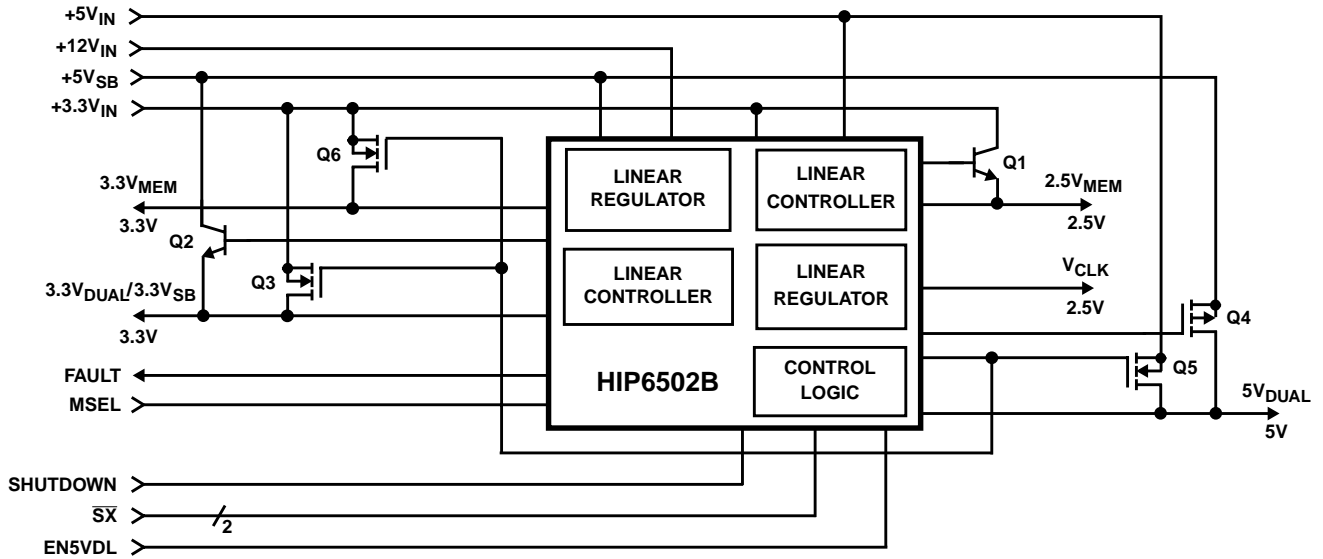 +5VIN
+12VIN
+5VSB
+3.3VIN
Q6
3.3VMEM
3.3V
Q2
Q3
3.3VDUAL/3.3VSB
3.3V
FAULT
MSEL
LINEAR
REGULATOR
LINEAR
CONTROLLER
LINEAR
CONTROLLER
LINEAR
REGULATOR
HIP6502B
CONTROL
LOGIC
Q1
2.5VMEM
2.5V
VCLK
2.5V
Q4
Q5
5VDUAL
5V
SHUTDOWN
SX
2
EN5VDL